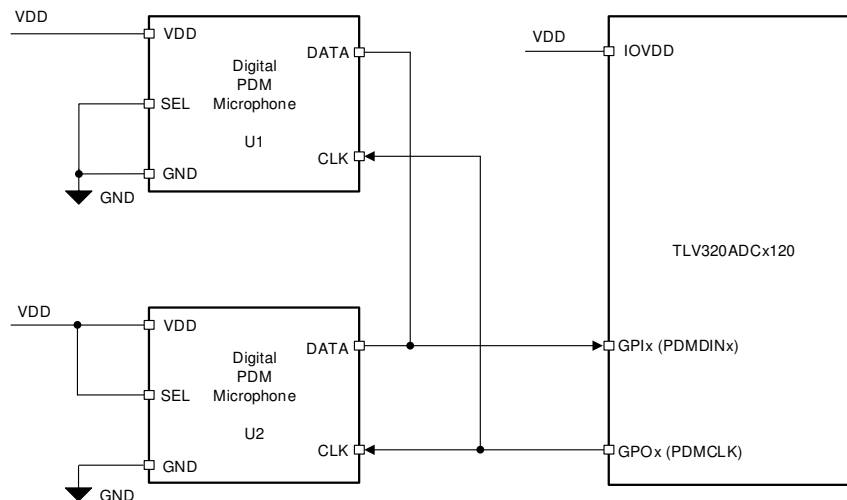 VDD
VDD
SEL
GND
GND
Digital
PDM
Microphone
U1
DATA
CLK
VDD
VDD
SEL
GND
GND
Digital
PDM
Microphone
U2
DATA
CLK
VDD
IOVDD
TLV320ADCx120
GPIx (PDMDINx)
GPOx (PDMCLK)